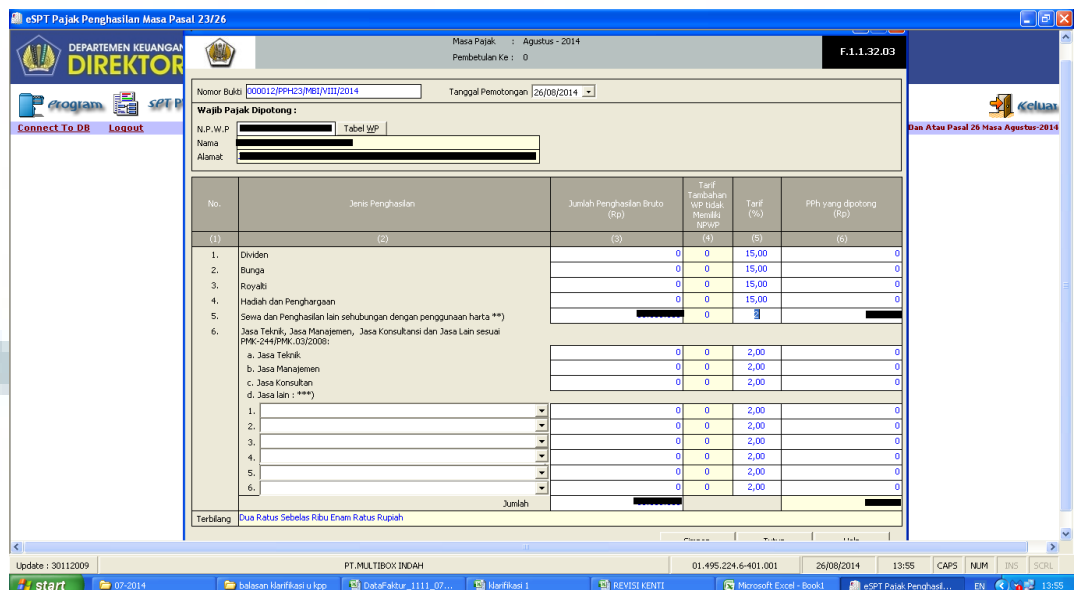 eSPT Pajak Penghasilan Masa Pasal 23/26
DEPARTEMEN KEUANGAN
DIREKTOR
Masa Pajak : Agustus - 2014
Pembetulan Ke : 0
F.1.1.32.03
Program
SPT
Keluar
Connect To DB Logout
Dan Atau Pasal 26 Masa Agustus-2014
Nomor Bukti 000012/PPH23/MBI/VIII/2014 Tanggal Pemotongan 26/08/2014
Wajib Pajak Dipotong :
N.P.W.P Tabel WP
Nama
Alamat
No. Jenis Penghasilan Jumlah Penghasilan Bruto (Rp) Tarif Tambahan WP tidak Memiliki NPWP Tarif (%) PPh yang dipotong (Rp)
(1) (2) (3) (4) (5) (6)
1. Dividen 0 0 15,00 0
2. Bunga 0 0 15,00 0
3. Royalti 0 0 15,00 0
4. Hadiah dan Penghargaan 0 0 15,00 0
5. Sewa dan Penghasilan lain sehubungan dengan penggunaan harta **) 0 2
6. Jasa Teknik, Jasa Manajemen, Jasa Konsultansi dan Jasa Lain sesuai
PMK-244/PMK.03/2008:
a. Jasa Teknik 0 0 2,00 0
b. Jasa Manajemen 0 0 2,00 0
c. Jasa Konsultan 0 0 2,00 0
d. Jasa lain : ***)
1. 0 0 2,00 0
2. 0 0 2,00 0
3. 0 0 2,00 0
4. 0 0 2,00 0
5. 0 0 2,00 0
6. 0 0 2,00 0
Jumlah
Terbilang Dua Ratus Sebelas Ribu Enam Ratus Rupiah
Update : 30112009 PT.MULTIBOX INDAH 01.495.224.6-401.001 26/08/2014 13:55 CAPS NUM INS SCRL
start 07-2014 balasan klarifikasi u kpp DataFaktur_1111_07... klarifikasi 1 REVISI KENTI Microsoft Excel - Book1 eSPT Pajak Penghasil... EN 13:55